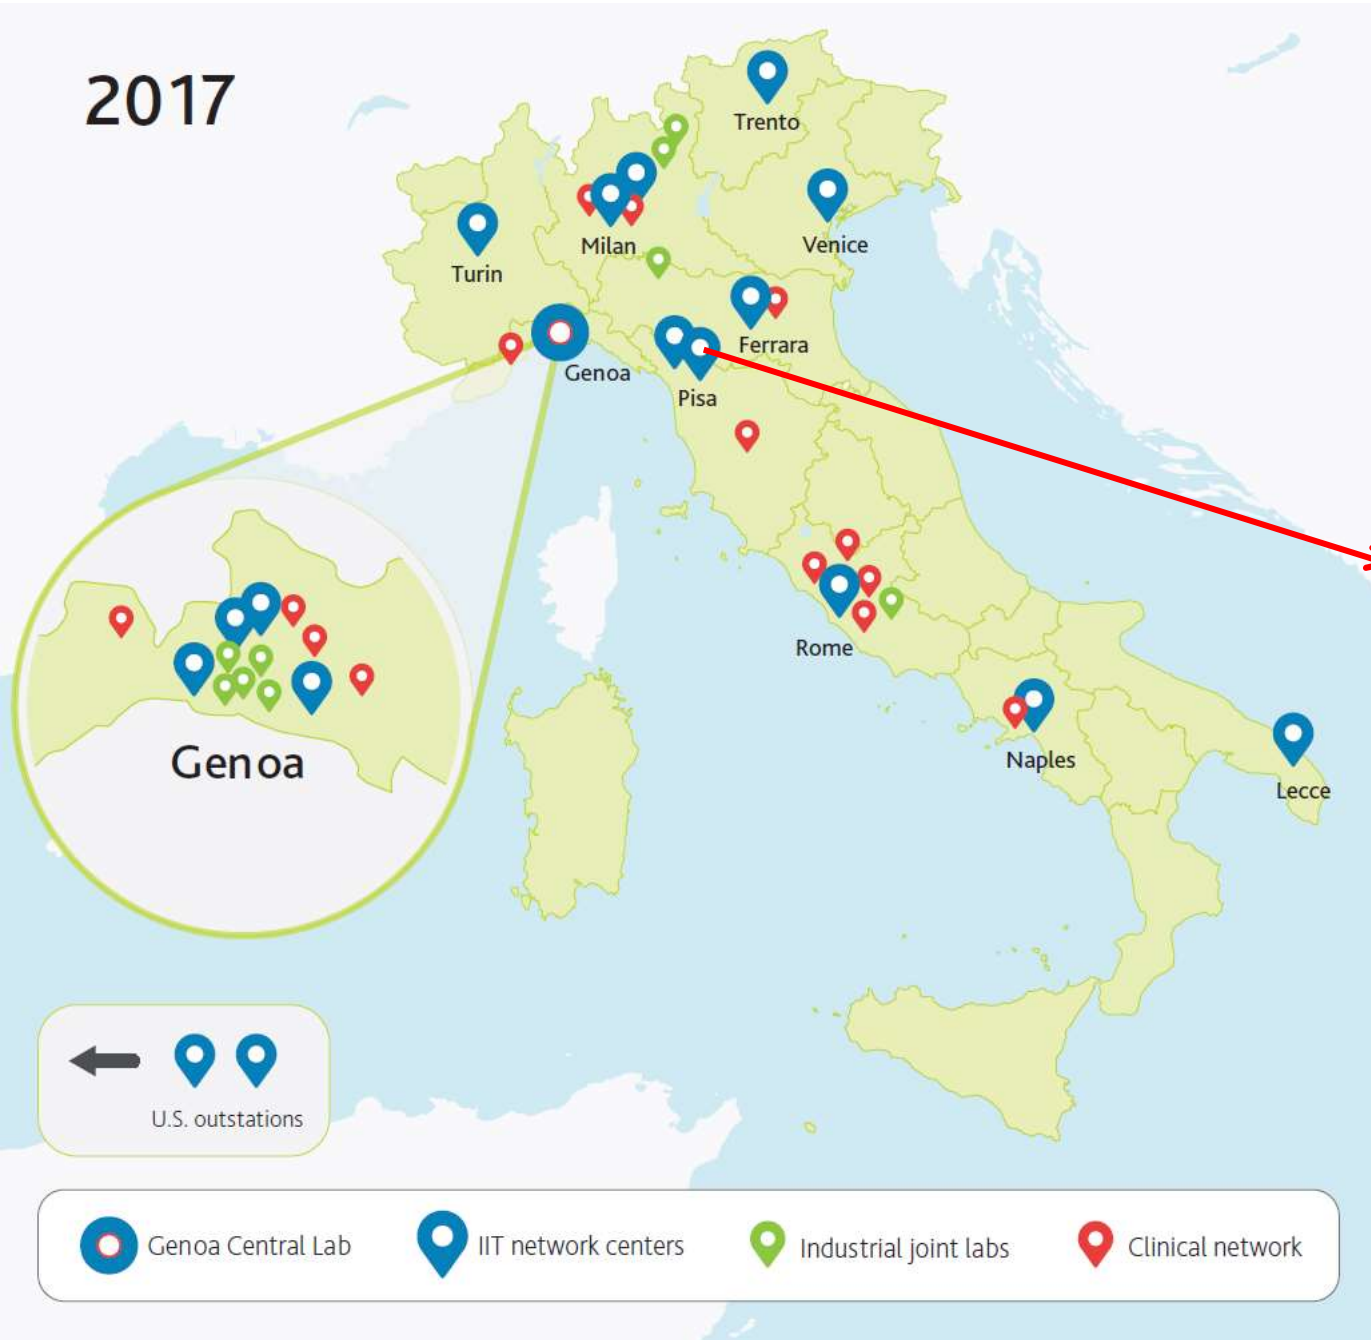 2017
Trento
Milan
Venice
Turin
Ferrara
Genoa
Pisa
Rome
Genoa
Naples
Lecce
U.S. outstations
Genoa Central Lab
IIT network centers
Industrial joint labs
Clinical network